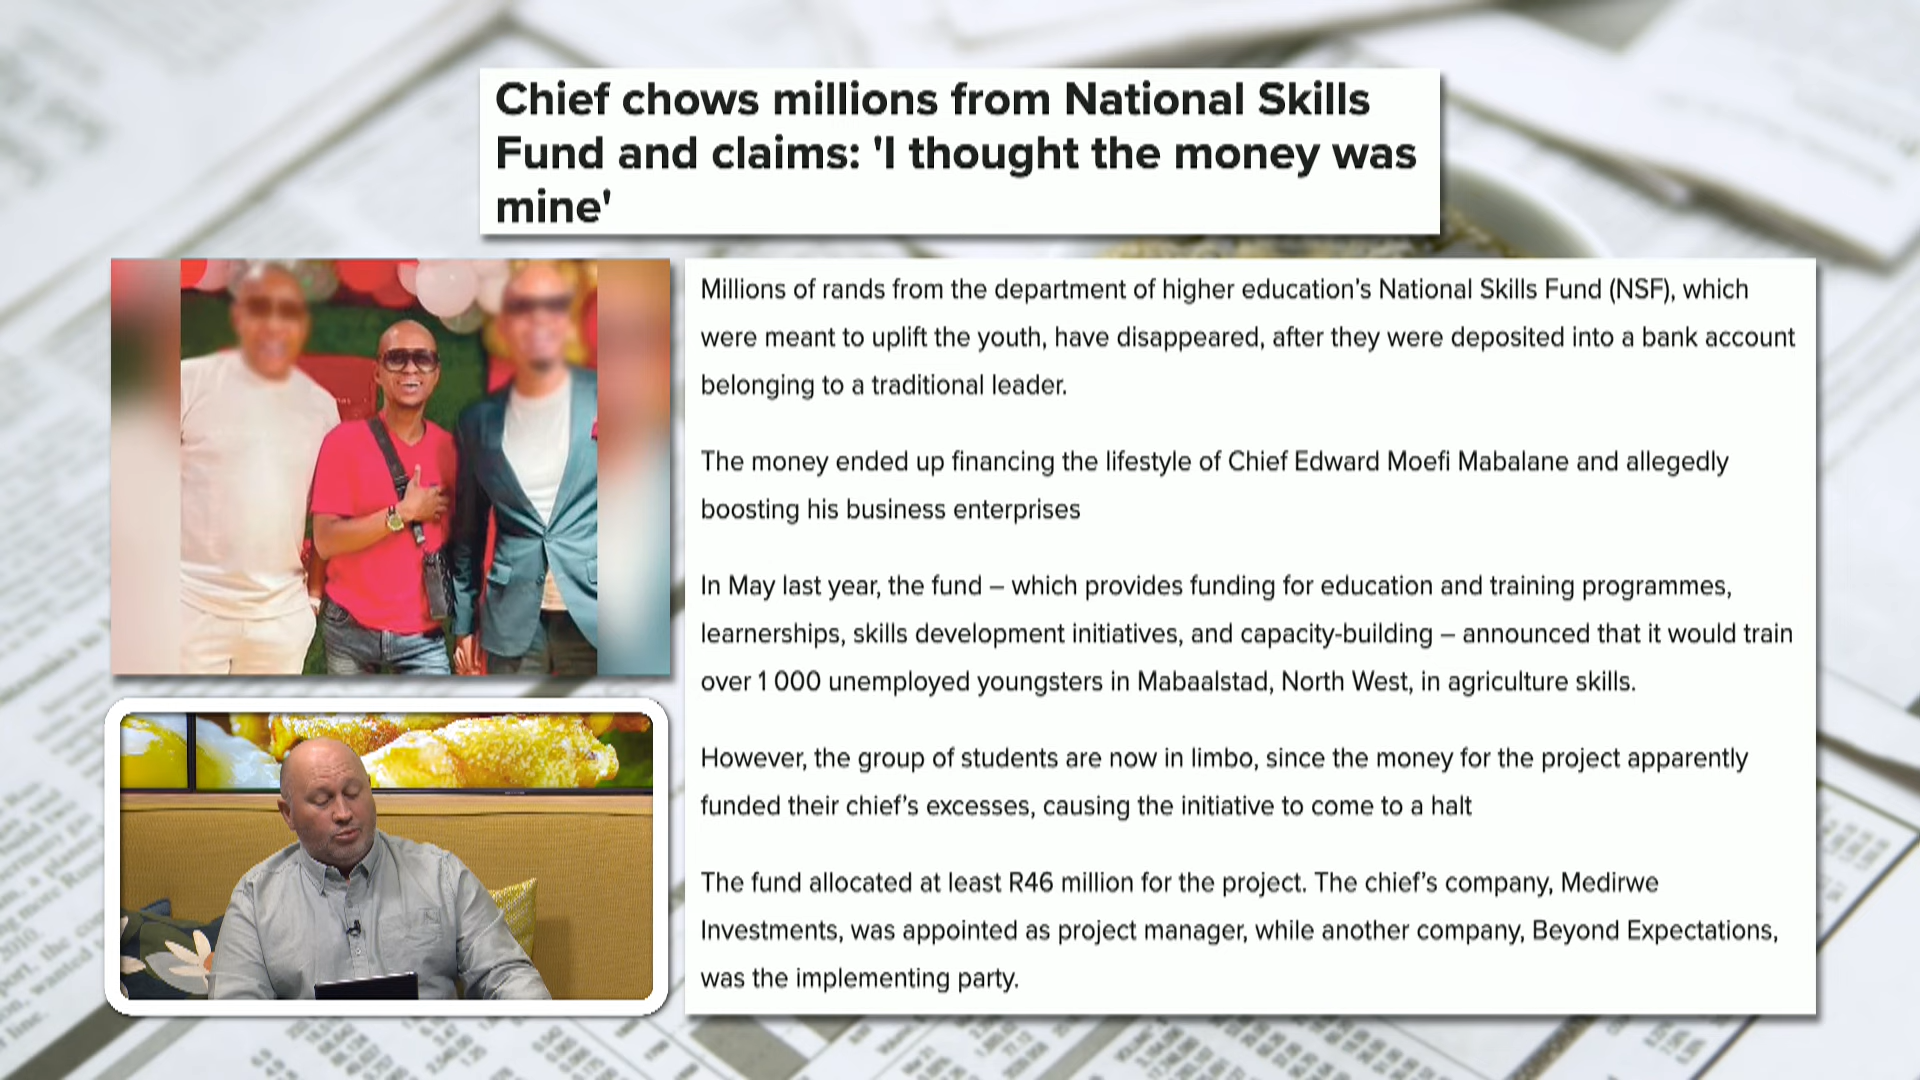 Chief chows millions from National Skills
Fund and claims: 'I thought the money was
mine'
Millions of rands from the department of higher education’s National Skills Fund (NSF), which
were meant to uplift the youth, have disappeared, after they were deposited into a bank account
belonging to a traditional leader.
The money ended up financing the lifestyle of Chief Edward Moefi Mabalane and allegedly
boosting his business enterprises
In May last year, the fund – which provides funding for education and training programmes,
learnerships, skills development initiatives, and capacity-building – announced that it would train
over 1 000 unemployed youngsters in Mabaalstad, North West, in agriculture skills.
However, the group of students are now in limbo, since the money for the project apparently
funded their chief’s excesses, causing the initiative to come to a halt
The fund allocated at least R46 million for the project. The chief’s company, Medirwe
Investments, was appointed as project manager, while another company, Beyond Expectations,
was the implementing party.